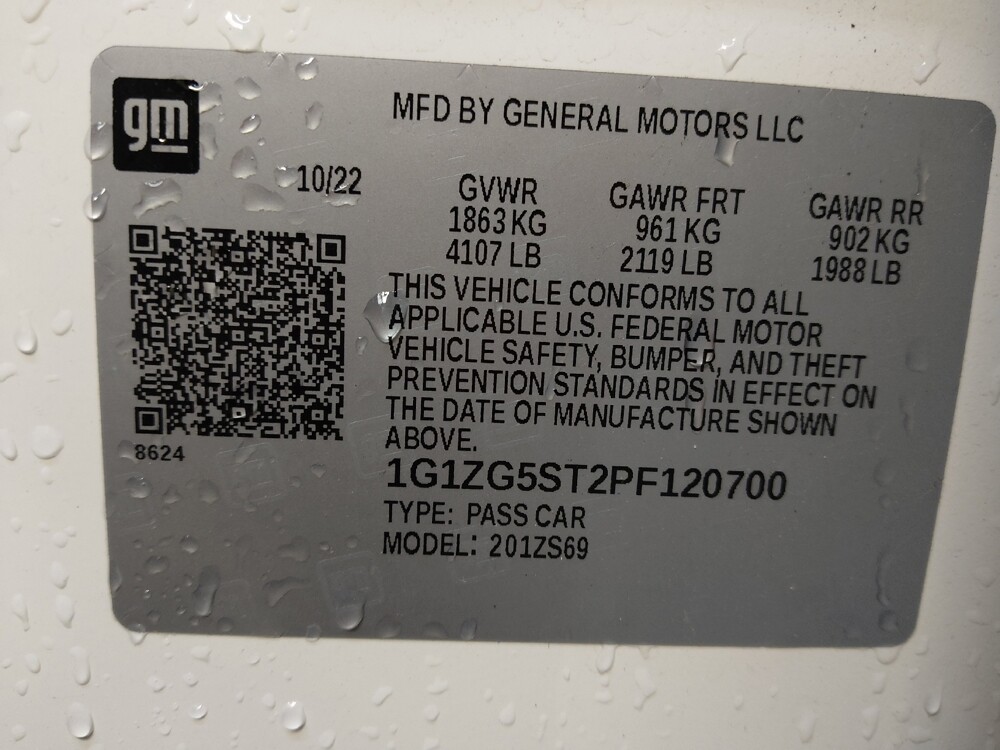 gm
MFD BY GENERAL MOTORS LLC
10/22
GVWR
1863 KG
4107 LB
GAWR FRT
961 KG
2119 LB
GAWR RR
902 KG
1988 LB
THIS VEHICLE CONFORMS TO ALL
APPLICABLE U.S. FEDERAL MOTOR
VEHICLE SAFETY, BUMPER, AND THEFT
PREVENTION STANDARDS IN EFFECT ON
THE DATE OF MANUFACTURE SHOWN
ABOVE.
8624
1G1ZG5ST2PF120700
TYPE: PASS CAR
MODEL: 201ZS69